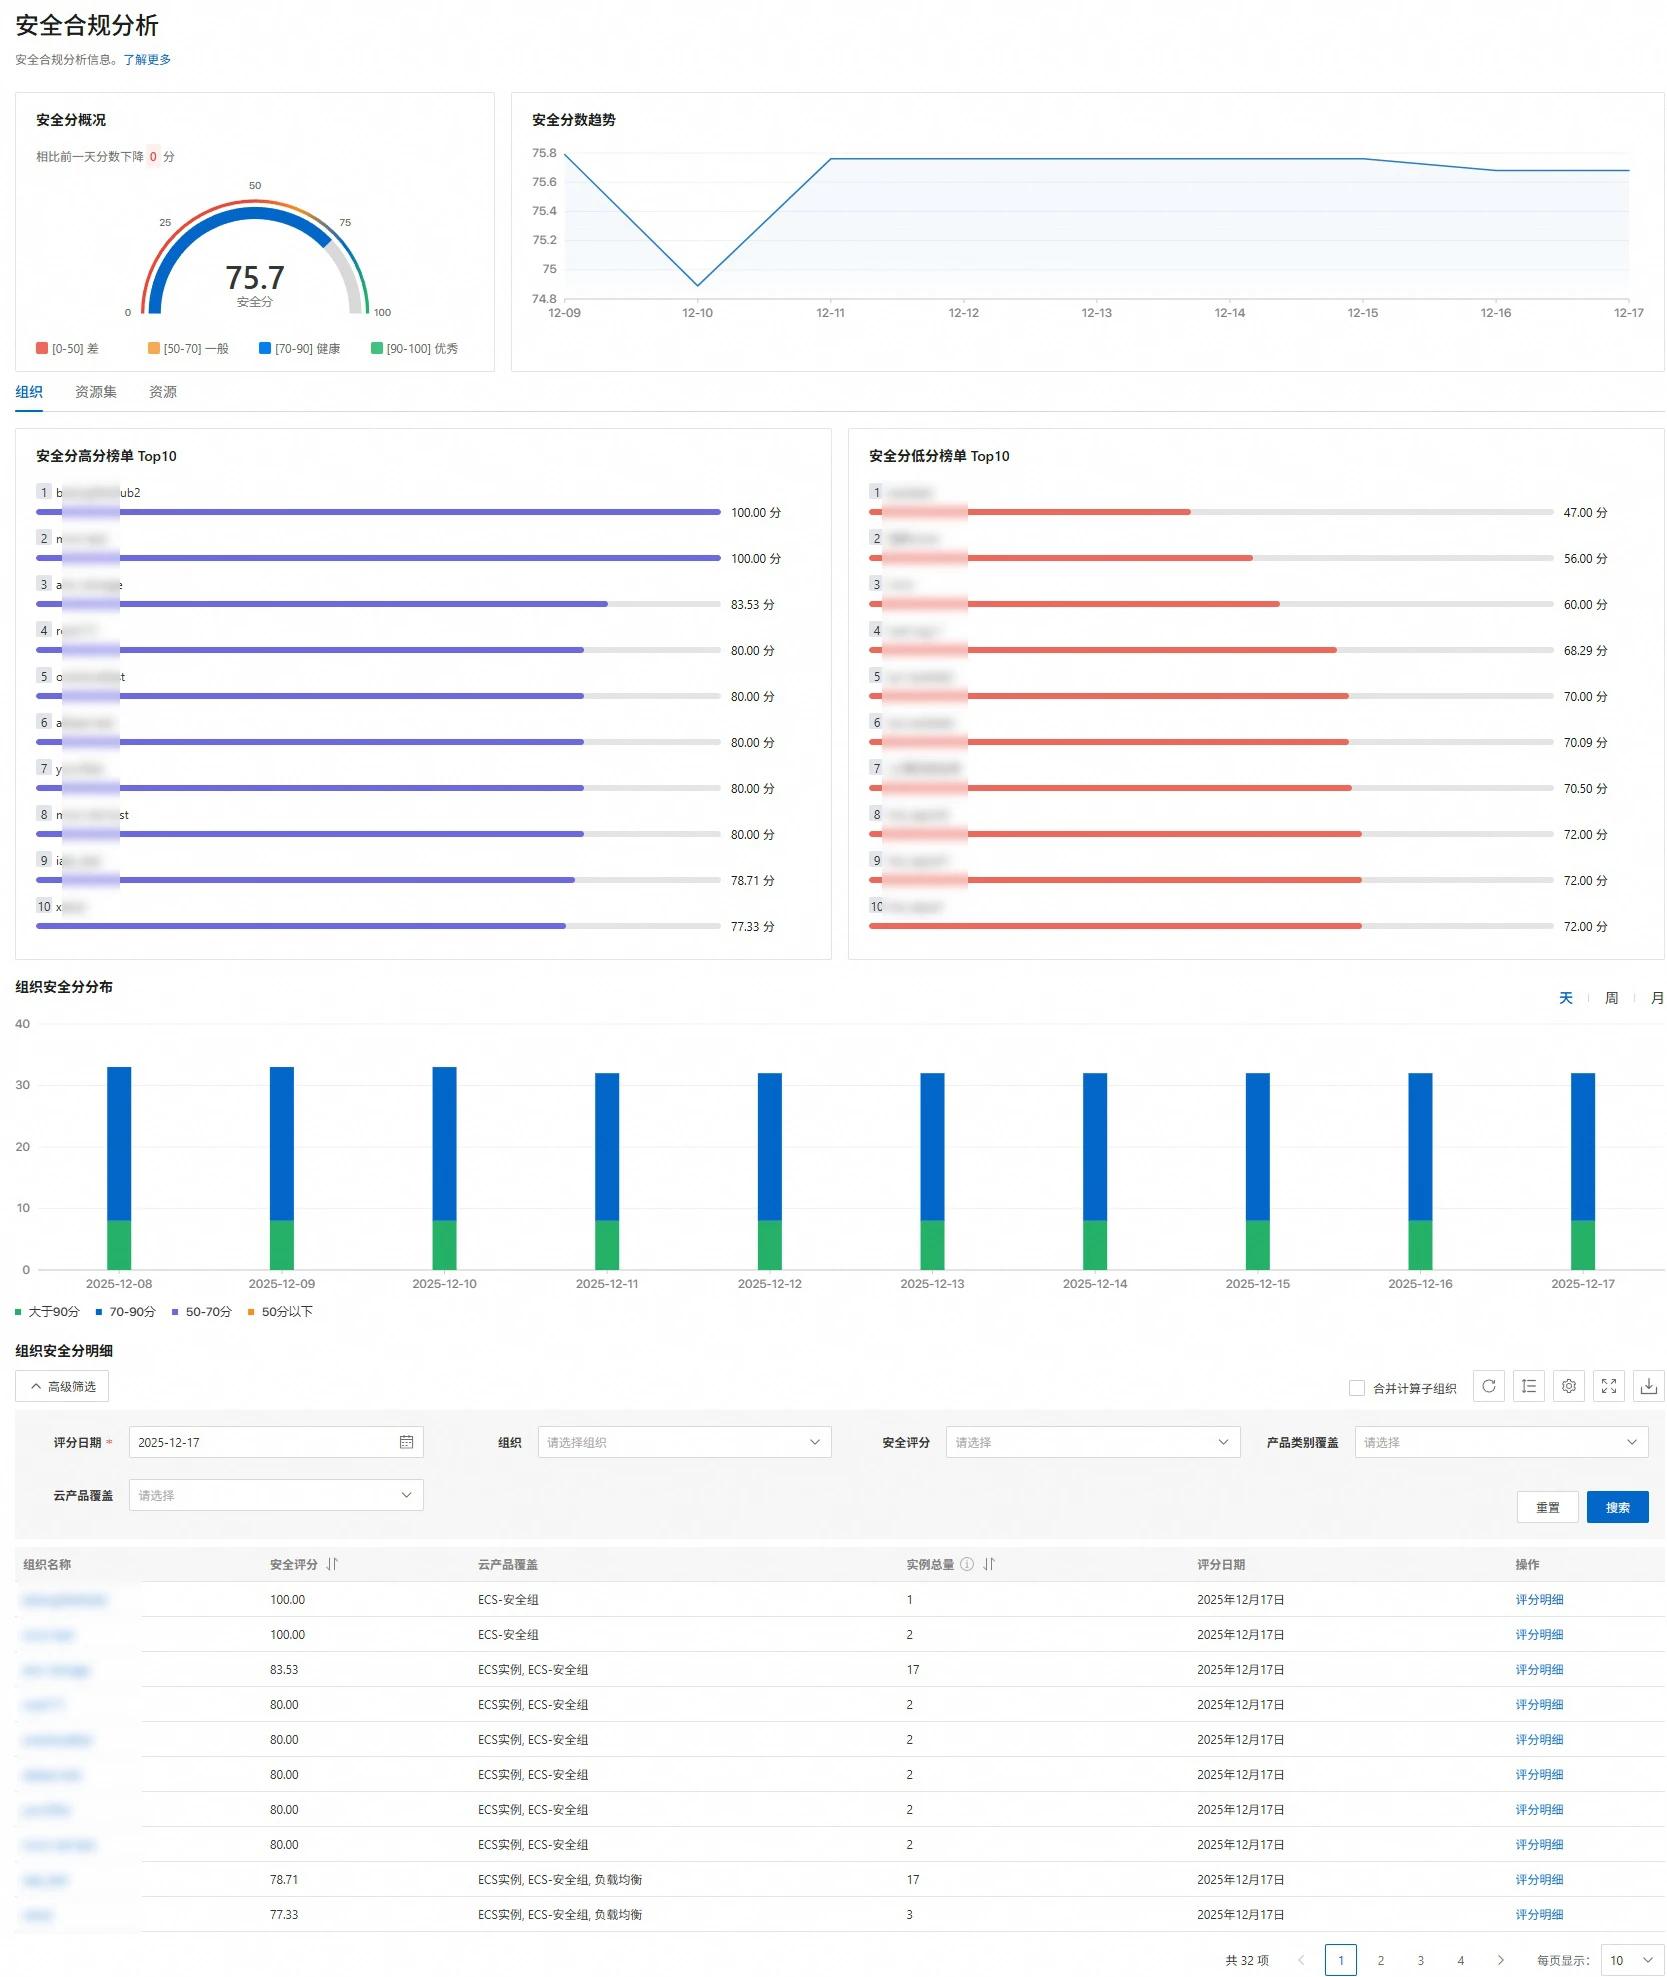 安全合规分析
安全合规分析信息。了解更多
安全分概况
相比前一天分数下降 0 分
0
25
50
75
100
75.7
安全分
[0-50] 差
[50-70] 一般
[70-90] 健康
[90-100] 优秀
安全分数趋势
75.8
75.6
75.4
75.2
75
74.8
12-09
12-10
12-11
12-12
12-13
12-14
12-15
12-16
12-17
组织 资源集 资源
安全分高分榜单 Top10
1 b ub2
100.00 分
2 n
100.00 分
3 a e
83.53 分
4 r
80.00 分
5 o t
80.00 分
6 a
80.00 分
7 y
80.00 分
8 n st
80.00 分
9 ia
78.71 分
10 x
77.33 分
安全分低分榜单 Top10
1
47.00 分
2
56.00 分
3
60.00 分
4
68.29 分
5
70.00 分
6
70.09 分
7
70.50 分
8
72.00 分
9
72.00 分
10
72.00 分
组织安全分分布
天 周 月
40
30
20
10
0
2025-12-08
2025-12-09
2025-12-10
2025-12-11
2025-12-12
2025-12-13
2025-12-14
2025-12-15
2025-12-16
2025-12-17
大于90分 70-90分 50-70分 50分以下
组织安全分明细
高级筛选
合并计算子组织
评分日期 * 2025-12-17
组织 请选择组织
安全评分 请选择
产品类别覆盖 请选择
云产品覆盖 请选择
重置 搜索
组织名称 安全评分 云产品覆盖 实例总量 评分日期 操作
100.00 ECS-安全组 1 2025年12月17日 评分明细
100.00 ECS-安全组 2 2025年12月17日 评分明细
83.53 ECS实例, ECS-安全组 17 2025年12月17日 评分明细
80.00 ECS实例, ECS-安全组 2 2025年12月17日 评分明细
80.00 ECS实例, ECS-安全组 2 2025年12月17日 评分明细
80.00 ECS实例, ECS-安全组 2 2025年12月17日 评分明细
80.00 ECS实例, ECS-安全组 2 2025年12月17日 评分明细
80.00 ECS实例, ECS-安全组 2 2025年12月17日 评分明细
78.71 ECS实例, ECS-安全组, 负载均衡 17 2025年12月17日 评分明细
77.33 ECS实例, ECS-安全组, 负载均衡 3 2025年12月17日 评分明细
共 32 项 1 2 3 4 每页显示: 10